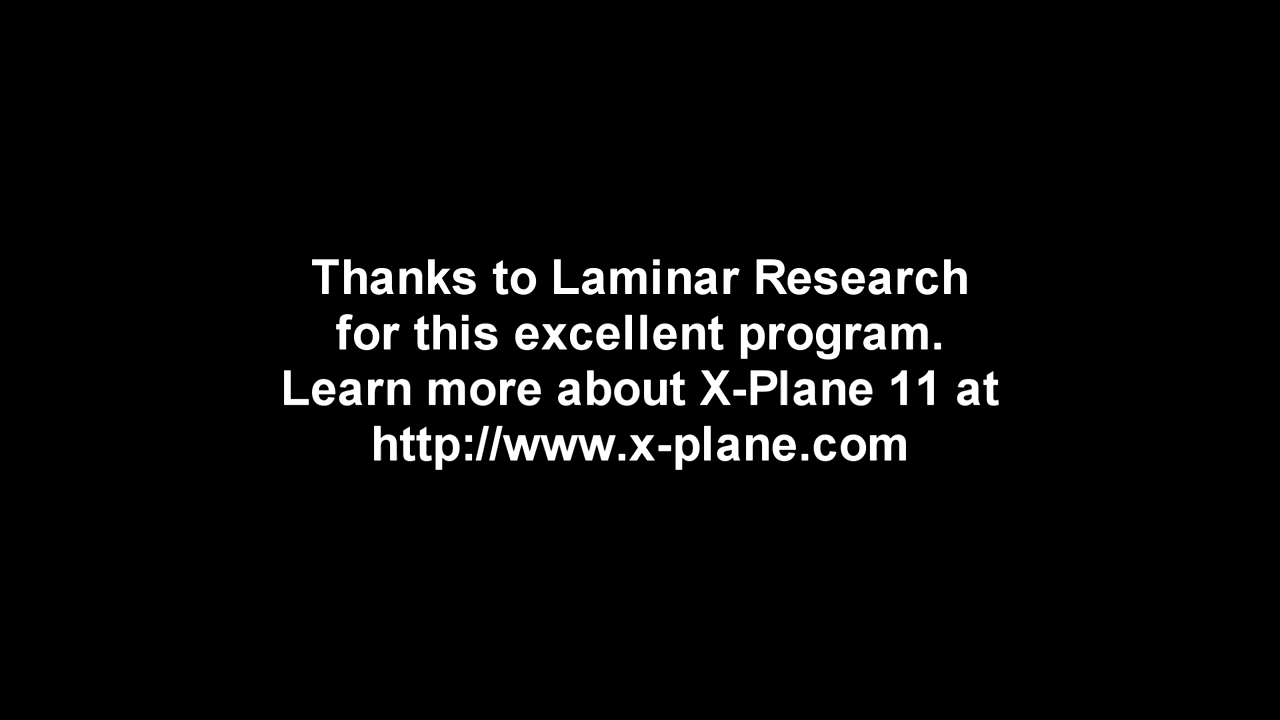 Thanks to Laminar Research
for this excellent program.
Learn more about X-Plane 11 at
http://www.x-plane.com